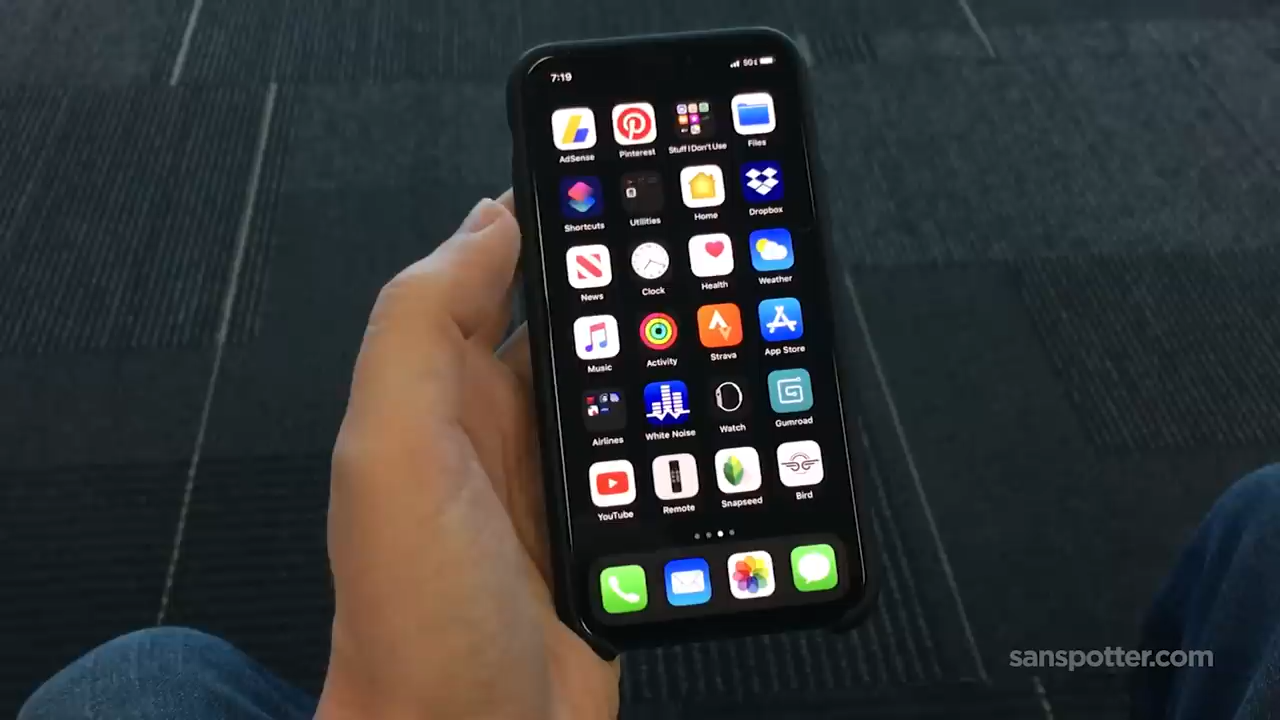 7:19
5G E
AdSense
Pinterest
Stuff I Don't Use
Files
Shortcuts
Utilities
Home
Dropbox
News
Clock
Health
Weather
Music
Activity
Strava
App Store
Airlines
White Noise
Watch
Gumroad
YouTube
Remote
Snapseed
Bird
sanspotter.com